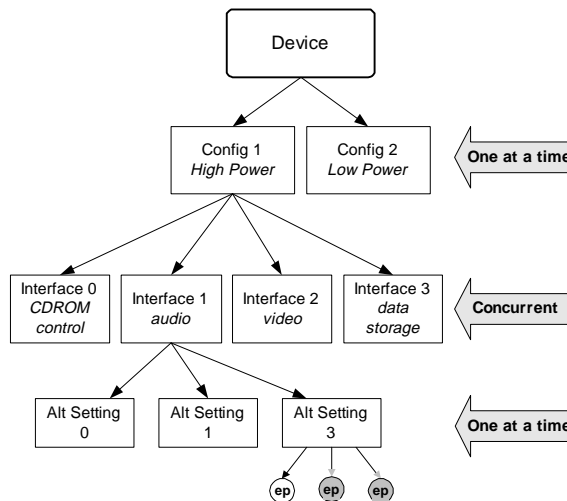 Device
Config 1
High Power
Config 2
Low Power
One at a time
Interface 0
CDROM
control
Interface 1
audio
Interface 2
video
Interface 3
data
storage
Concurrent
Alt Setting
0
Alt Setting
1
Alt Setting
3
One at a time
ep
ep
ep